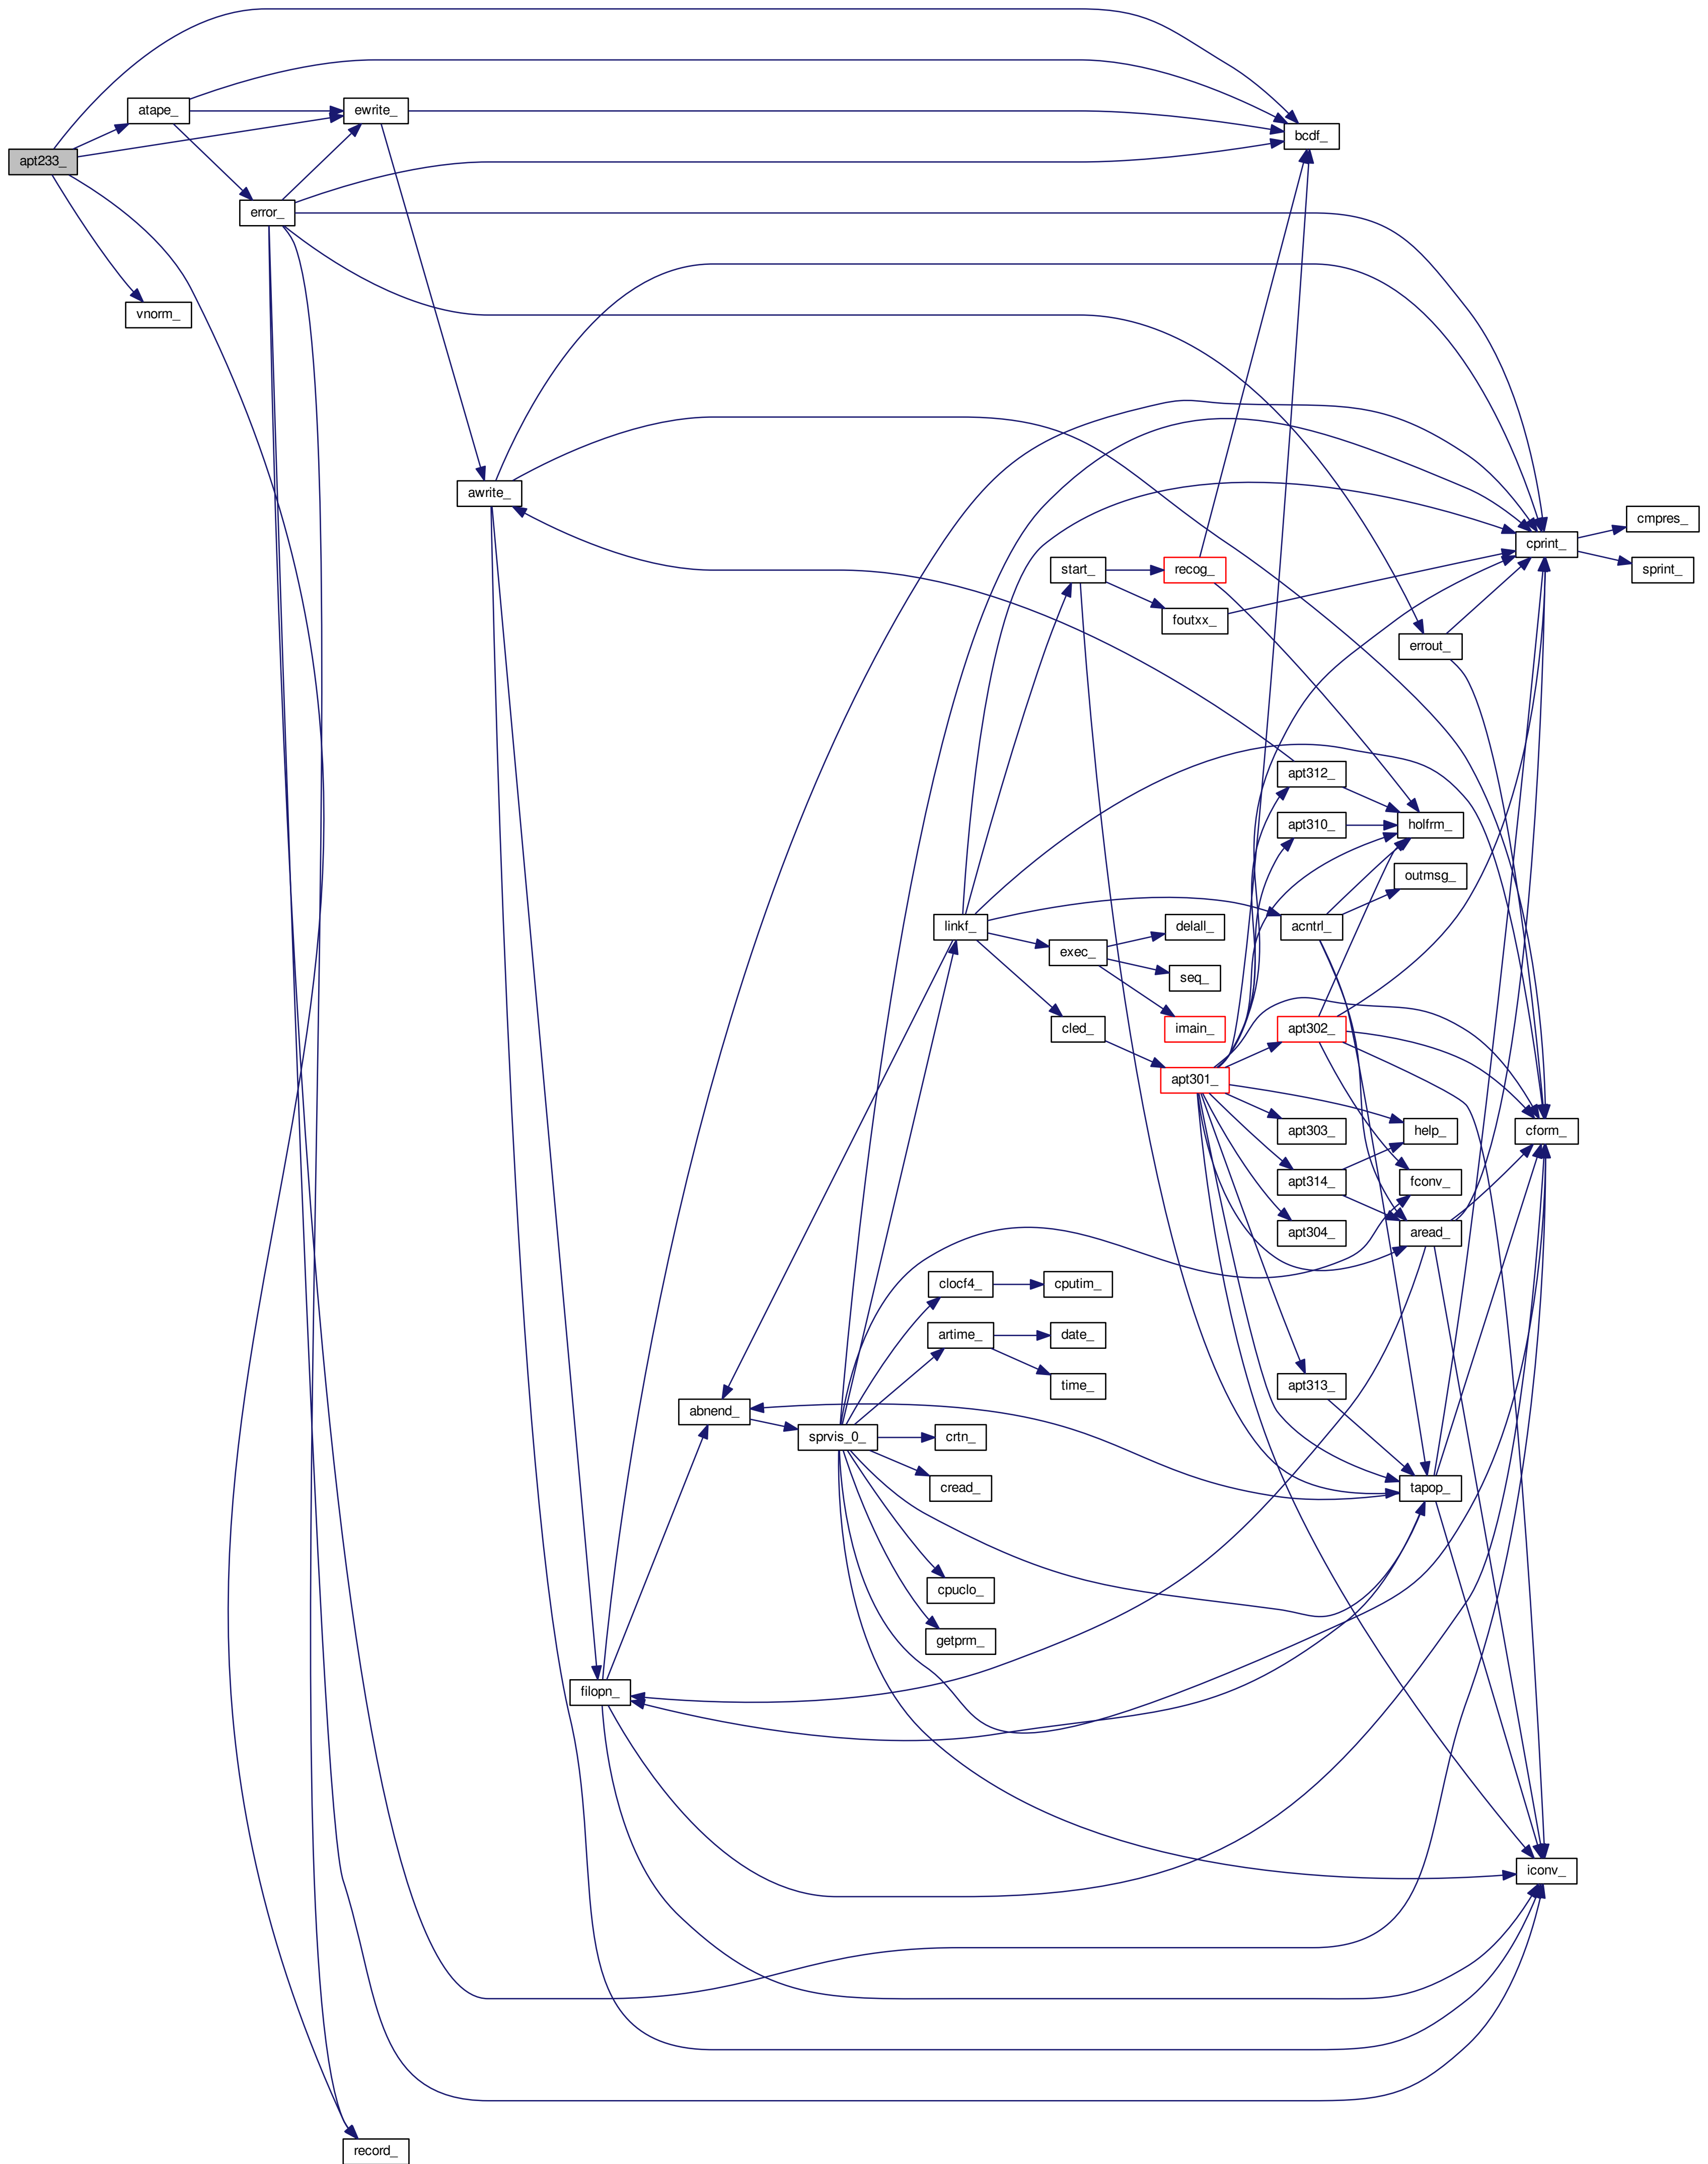 apt233_
atape_
ewrite_
bcdf_
error_
vnorm_
awrite_
cmpres_
cprint_
sprint_
start_
recog_
foutxx_
errout_
apt312_
apt310_
holfrm_
outmsg_
linkf_
acntrl_
delall_
exec_
seq_
cled_
imain_
apt302_
apt301_
apt303_
help_
cform_
apt314_
fconv_
apt304_
aread_
clocf4_
cputim_
artime_
date_
time_
apt313_
abnend_
sprvis_0_
crtn_
cread_
tapop_
cpuclo_
getprm_
filopn_
iconv_
record_